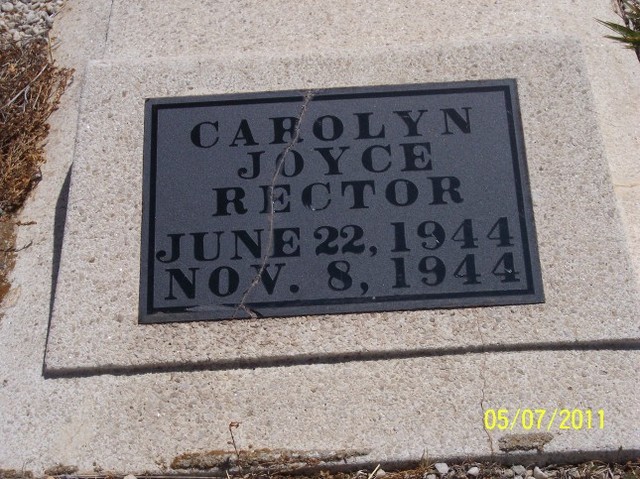 CAROLYN
JOYCE
RECTOR
JUNE 22, 1944
NOV. 8, 1944
05/07/2011